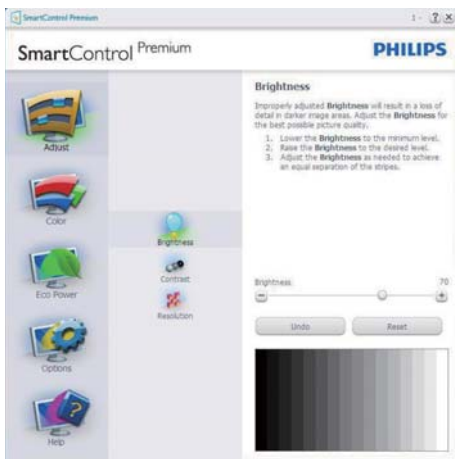 SmartControl Premium
1 - ? ×
SmartControl Premium
PHILIPS
Adjust
Color
Eco Power
Options
Help
Brightness
Contrast
Resolution
Brightness
Improperly adjusted Brightness will result in a loss of
detail in darker image areas. Adjust the Brightness for
the best possible picture quality.
1. Lower the Brightness to the minimum level.
2. Raise the Brightness to the desired level.
3. Adjust the Brightness as needed to achieve
an equal separation of the stripes.
Brightness 70
Undo Reset